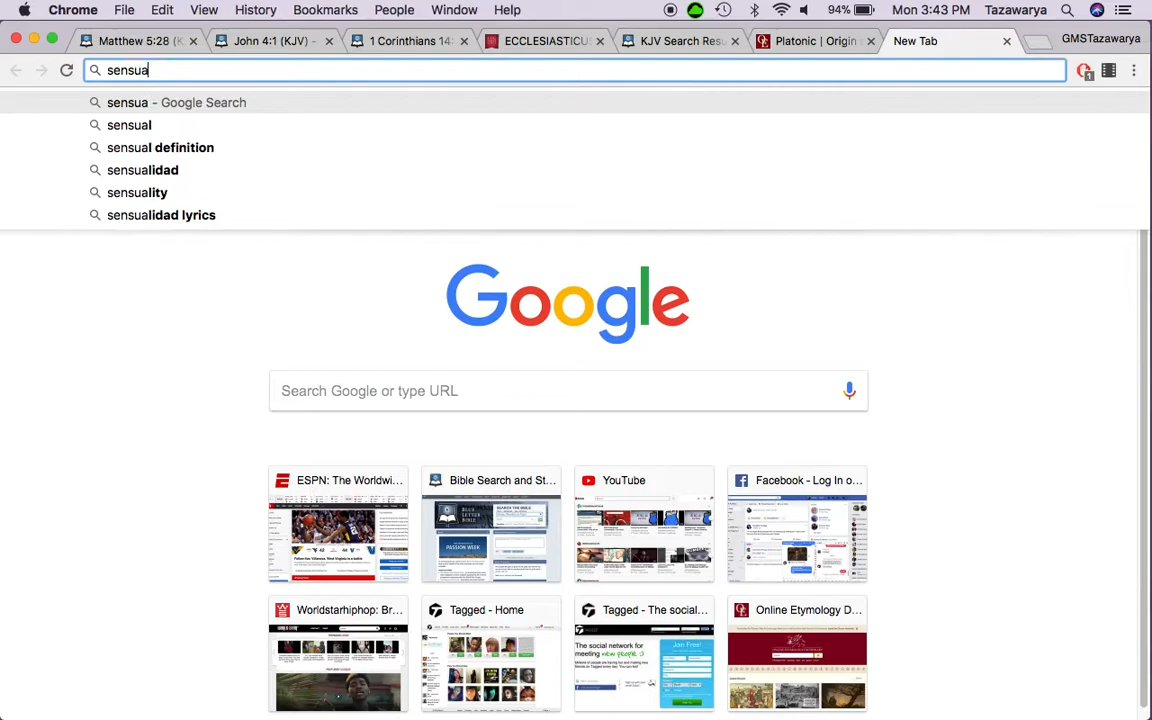 Chrome File Edit View History Bookmarks People Window Help 94% Mon 3:43 PM Tazawarya
Matthew 5:28 (K John 4:1 (KJV) - 1 Corinthians 14: ECCLESIASTICUS KJV Search Resu Platonic | Origin New Tab GMSTazawarya
sensua 1
sensua - Google Search
sensual
sensual definition
sensualidad
sensuality
sensualidad lyrics
Google
Search Google or type URL
ESPN: The Worldwi... Bible Search and St... YouTube Facebook - Log In o...
Worldstarhiphop: Br... Tagged - Home Tagged - The social... Online Etymology D...
The social network for
meeting new people :)
Join Free!